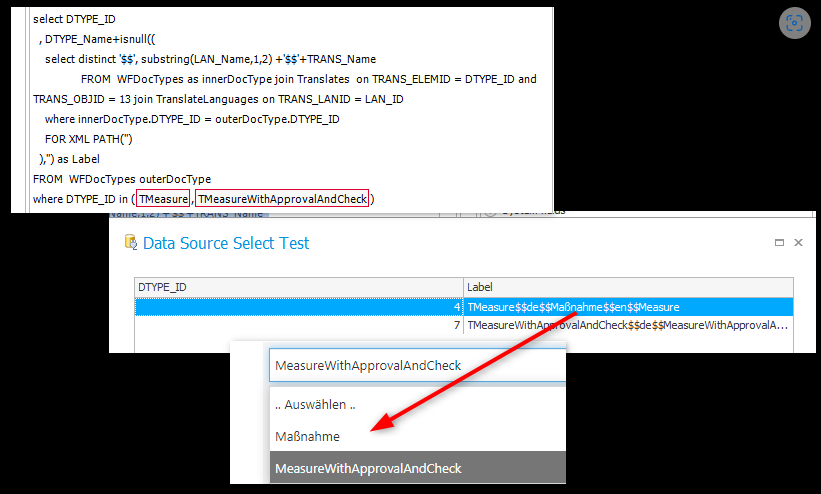 select DTYPE_ID
, DTYPE_Name+isnull((
select distinct '$$', substring(LAN_Name,1,2) +'$$'+TRANS_Name
FROM WFDocTypes as innerDocType join Translates on TRANS_ELEMID = DTYPE_ID and
TRANS_OBJID = 13 join TranslateLanguages on TRANS_LANID = LAN_ID
where innerDocType.DTYPE_ID = outerDocType.DTYPE_ID
FOR XML PATH('')
),'') as Label
FROM WFDocTypes outerDocType
where DTYPE_ID in ( TMeasure , TMeasureWithApprovalAndCheck )
Data Source Select Test
DTYPE_ID Label
4 TMeasure$$de$$Maßnahme$$en$$Measure
7 TMeasureWithApprovalAndCheck$$de$$MeasureWithApprovalA...
MeasureWithApprovalAndCheck
.. Auswählen ..
Maßnahme
MeasureWithApprovalAndCheck